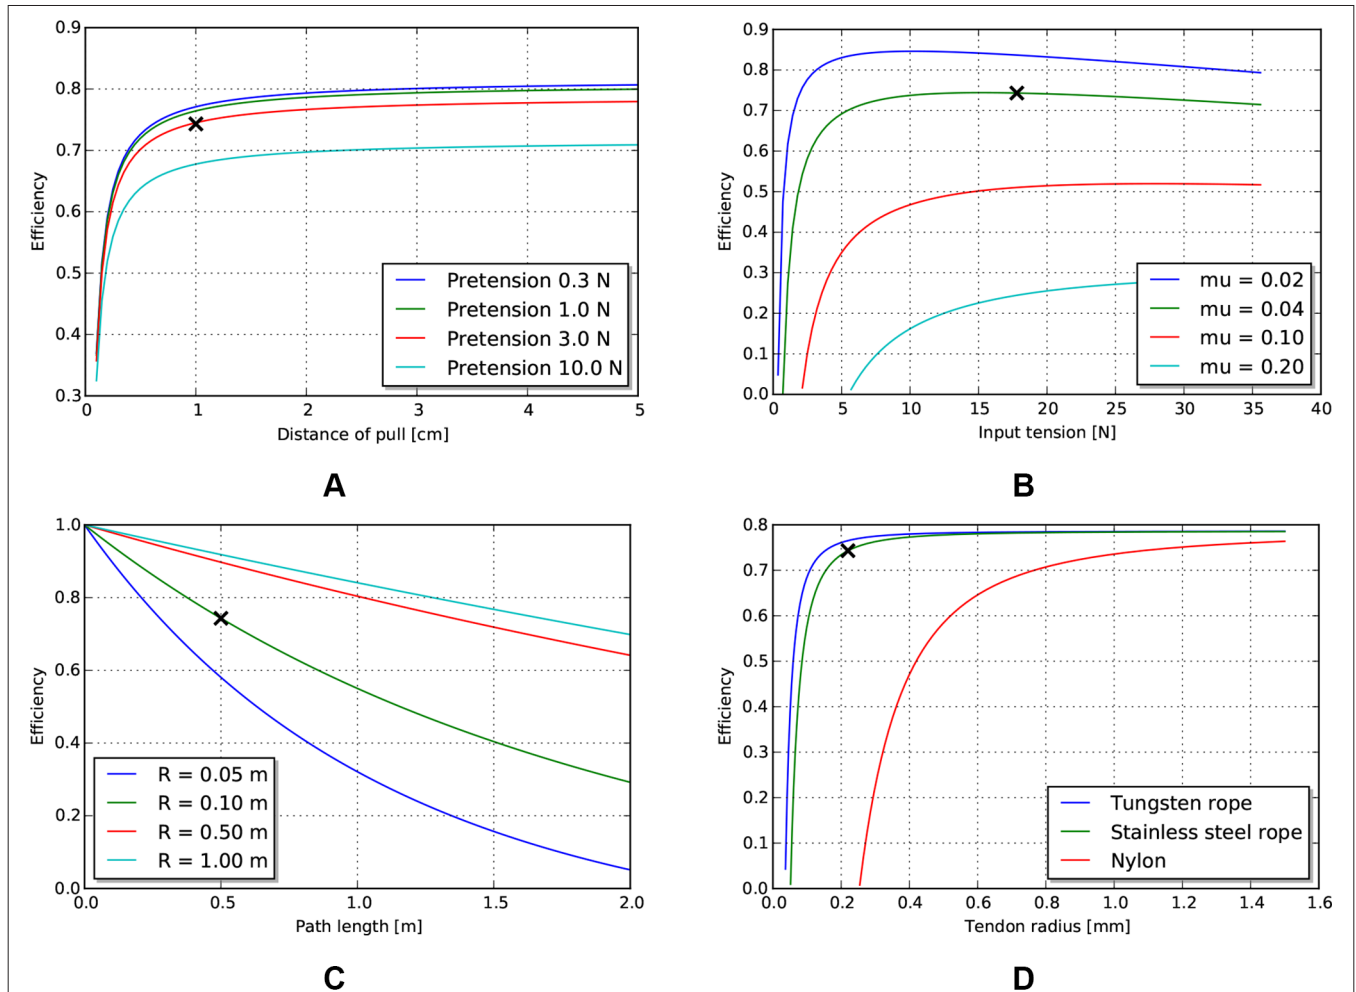 0.9
0.8
0.7
0.6
0.5
0.4
0.3
Efficiency
0 1 2 3 4 5
Distance of pull [cm]
Pretension 0.3 N
Pretension 1.0 N
Pretension 3.0 N
Pretension 10.0 N
A
0.9
0.8
0.7
0.6
0.5
0.4
0.3
0.2
0.1
0.0
Efficiency
0 5 10 15 20 25 30 35 40
Input tension [N]
mu = 0.02
mu = 0.04
mu = 0.10
mu = 0.20
B
1.0
0.8
0.6
0.4
0.2
0.0
Efficiency
0.0 0.5 1.0 1.5 2.0
Path length [m]
R = 0.05 m
R = 0.10 m
R = 0.50 m
R = 1.00 m
C
0.8
0.7
0.6
0.5
0.4
0.3
0.2
0.1
0.0
Efficiency
0.0 0.2 0.4 0.6 0.8 1.0 1.2 1.4 1.6
Tendon radius [mm]
Tungsten rope
Stainless steel rope
Nylon
D